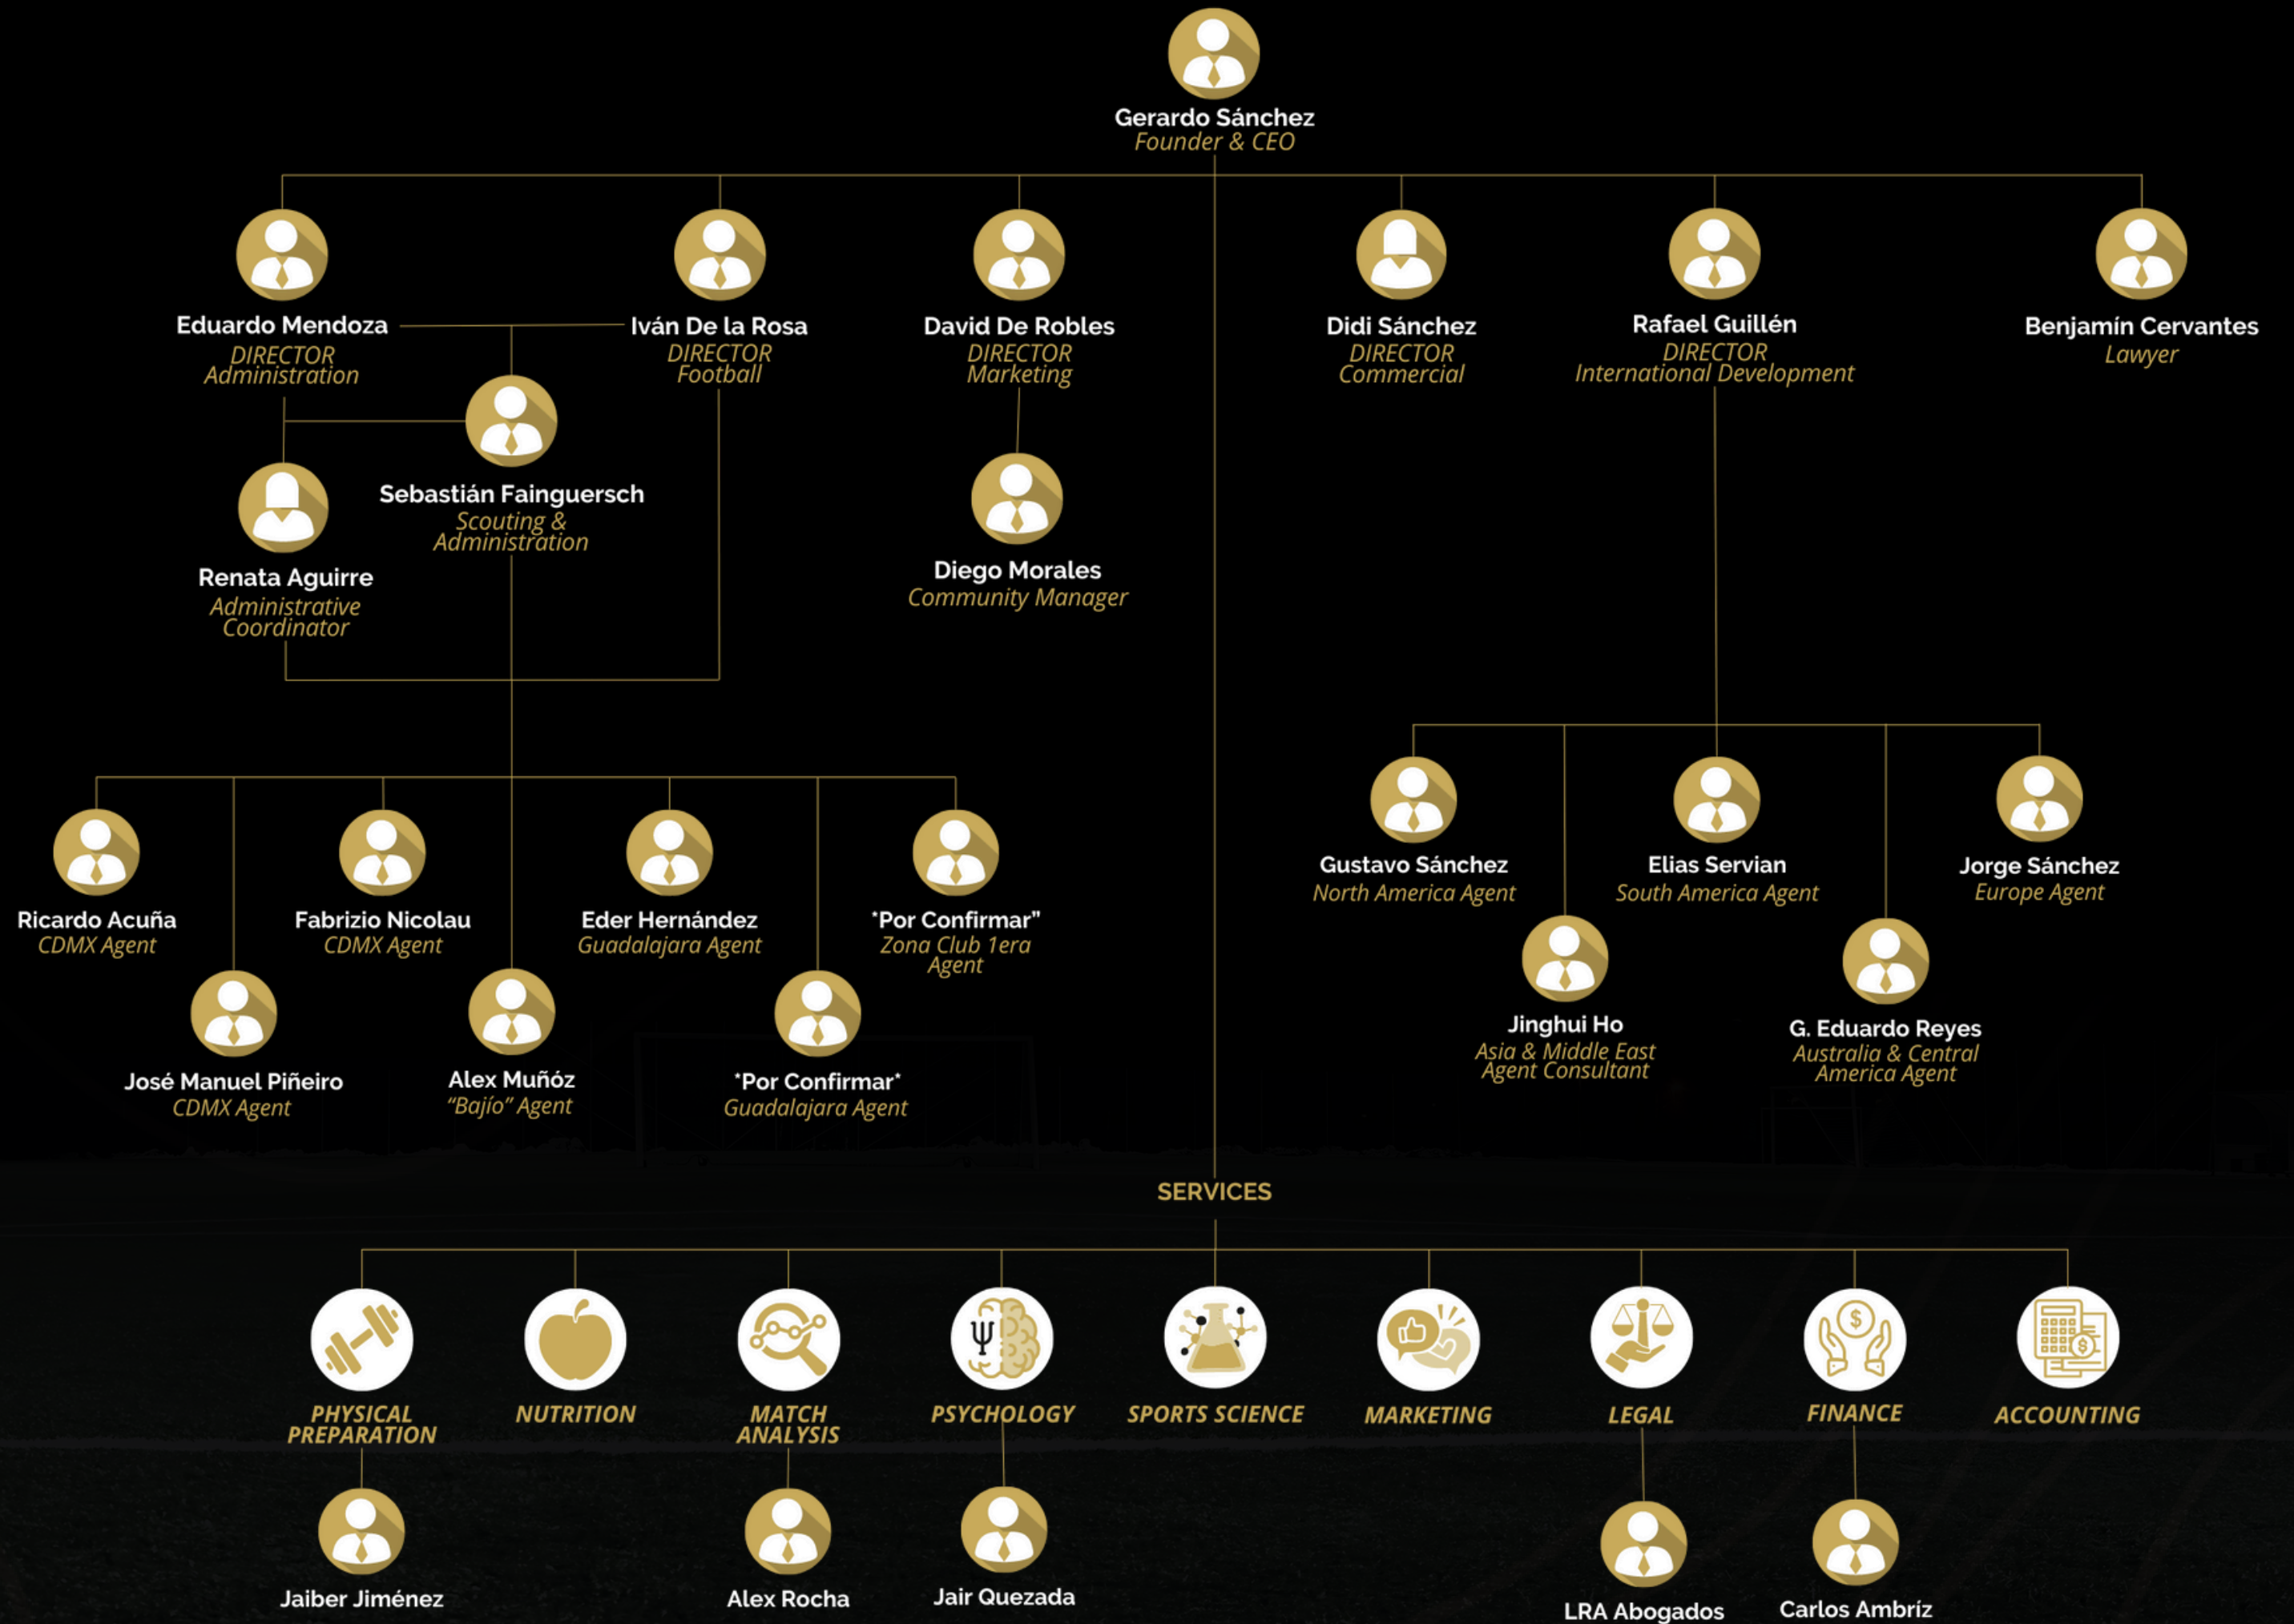 Gerardo Sánchez
Founder & CEO
Eduardo Mendoza
DIRECTOR
Administration
Iván De la Rosa
DIRECTOR
Football
David De Robles
DIRECTOR
Marketing
Didi Sánchez
DIRECTOR
Commercial
Rafael Guillén
DIRECTOR
International Development
Benjamín Cervantes
Lawyer
Sebastián Fainguersch
Scouting &
Administration
Renata Aguirre
Administrative
Coordinator
Diego Morales
Community Manager
Ricardo Acuña
CDMX Agent
Fabrizio Nicolau
CDMX Agent
Eder Hernández
Guadalajara Agent
*Por Confirmar”
Zona Club 1era
Agent
José Manuel Piñeiro
CDMX Agent
Alex Muñóz
“Bajío” Agent
*Por Confirmar*
Guadalajara Agent
Gustavo Sánchez
North America Agent
Elias Servian
South America Agent
Jorge Sánchez
Europe Agent
Jinghui Ho
Asia & Middle East
Agent Consultant
G. Eduardo Reyes
Australia & Central
America Agent
SERVICES
$
$
Ψ
PHYSICAL
PREPARATION
NUTRITION
MATCH
ANALYSIS
PSYCHOLOGY
SPORTS SCIENCE
MARKETING
LEGAL
FINANCE
ACCOUNTING
Jaiber Jiménez
Alex Rocha
Jair Quezada
LRA Abogados
Carlos Ambríz